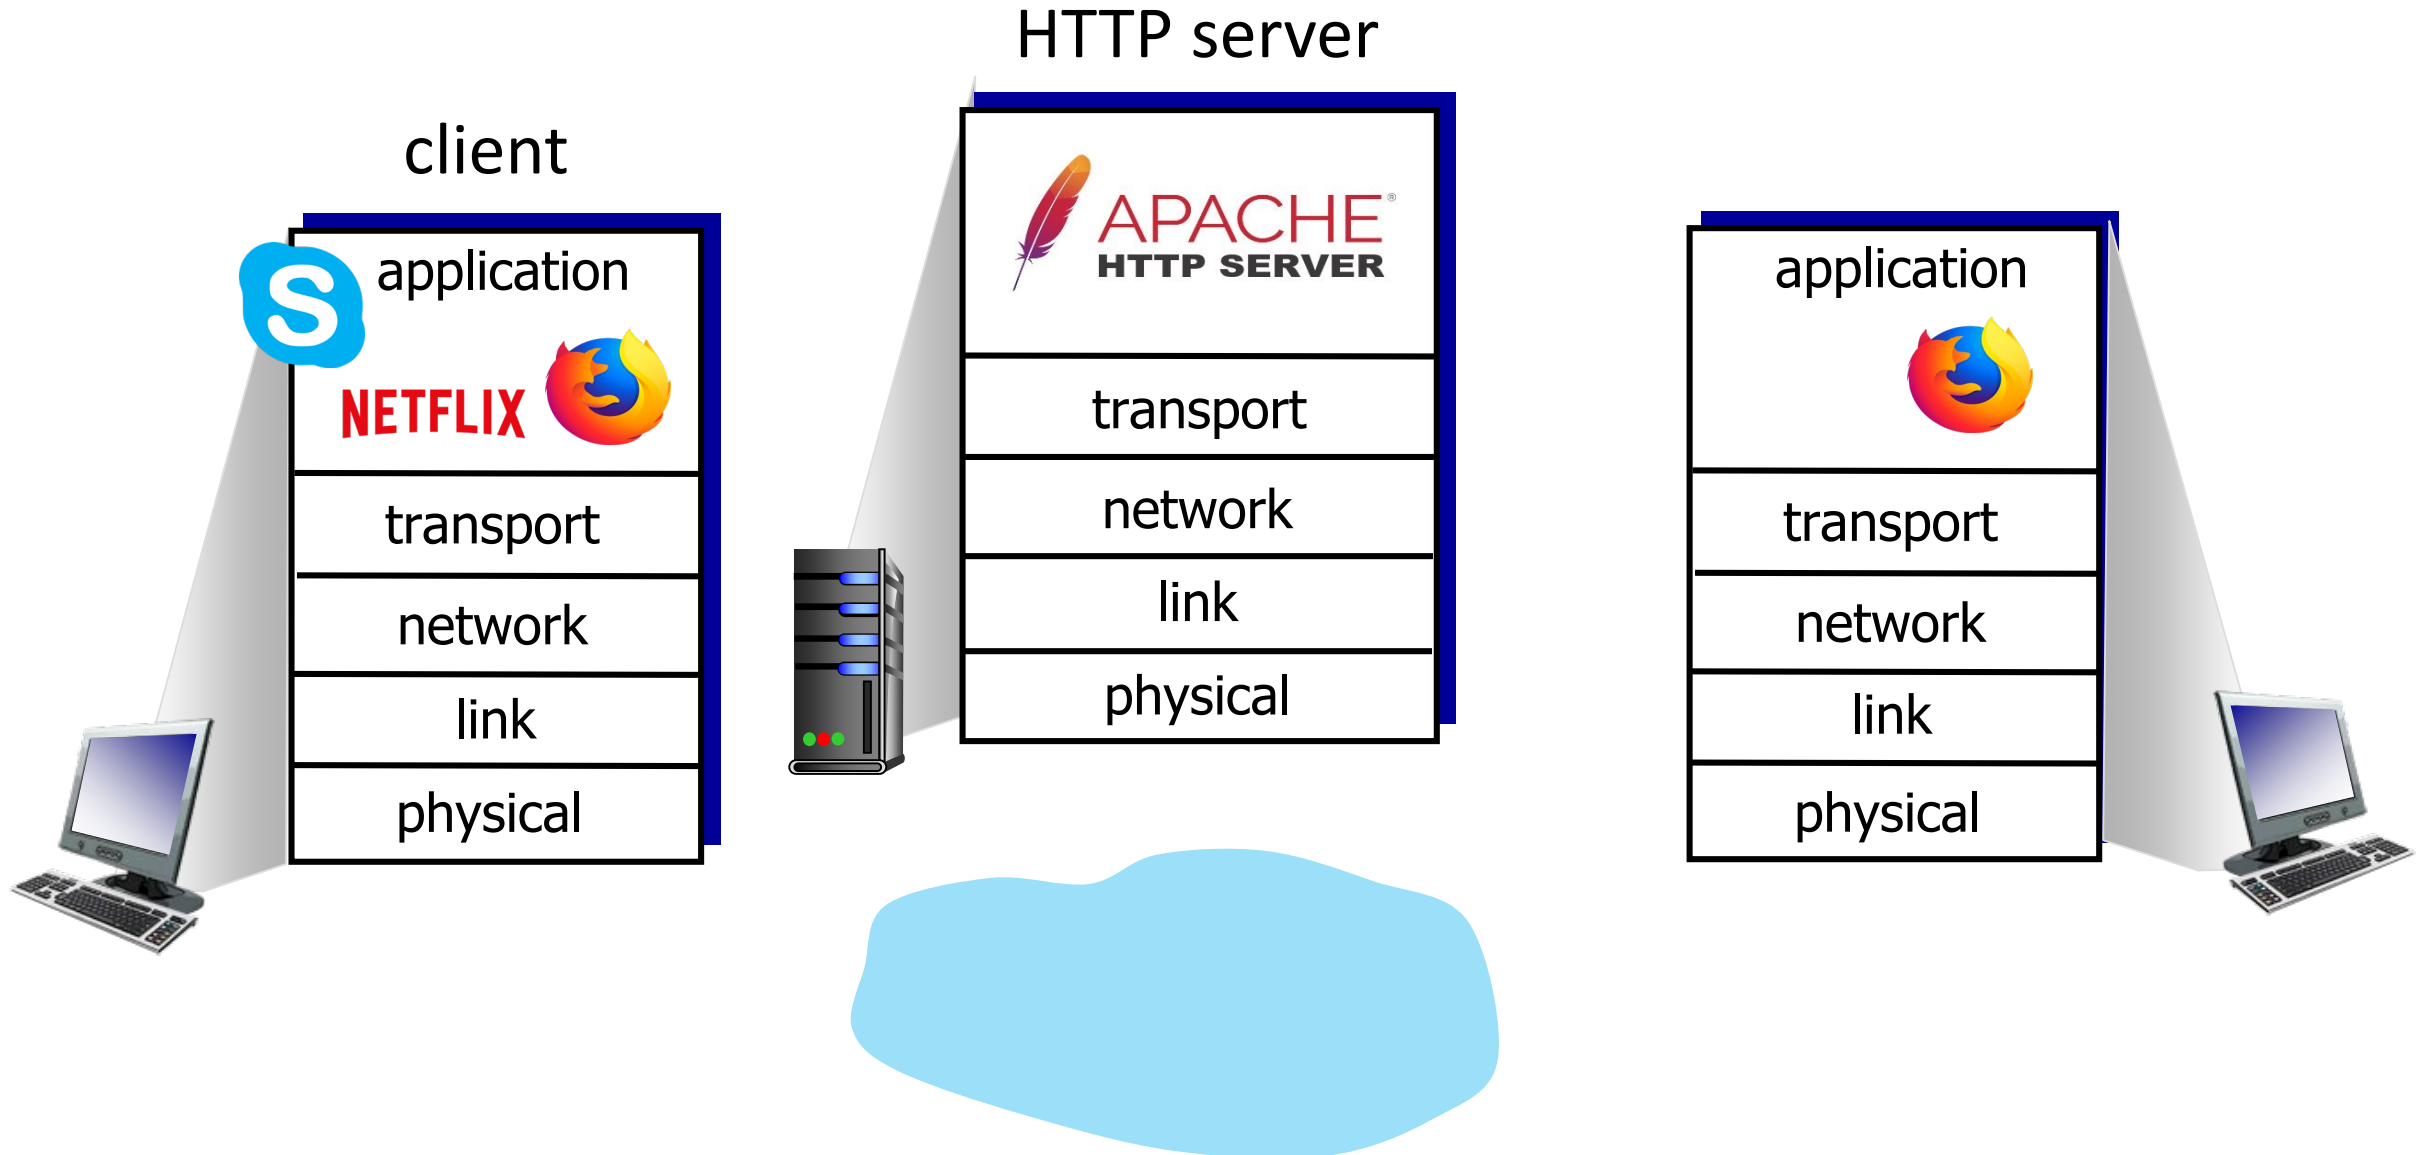 HTTP server
client
application
S
NETFLIX
transport
network
link
physical
APACHE®
HTTP SERVER
transport
network
link
physical
application
transport
network
link
physical